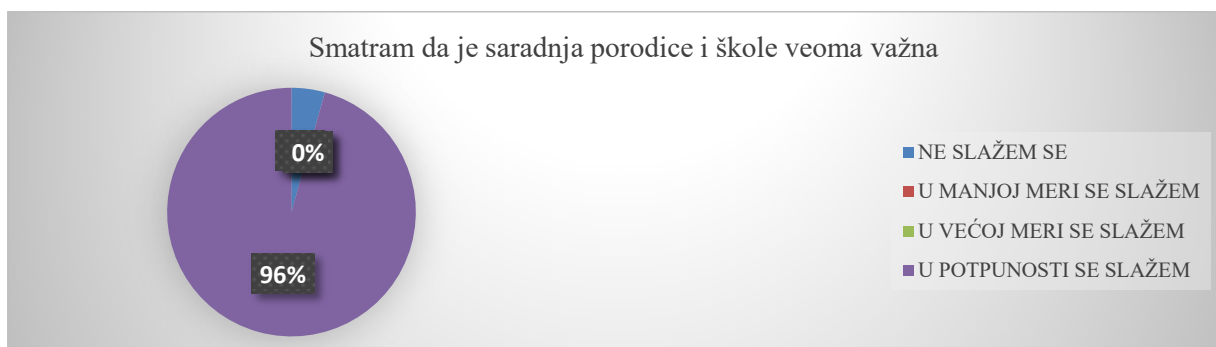 Smatram da je saradnja porodice i škole veoma važna
0%
96%
NE SLAŽEM SE
U MANJOJ MERI SE SLAŽEM
U VEĆOJ MERI SE SLAŽEM
U POTPUNOSTI SE SLAŽEM